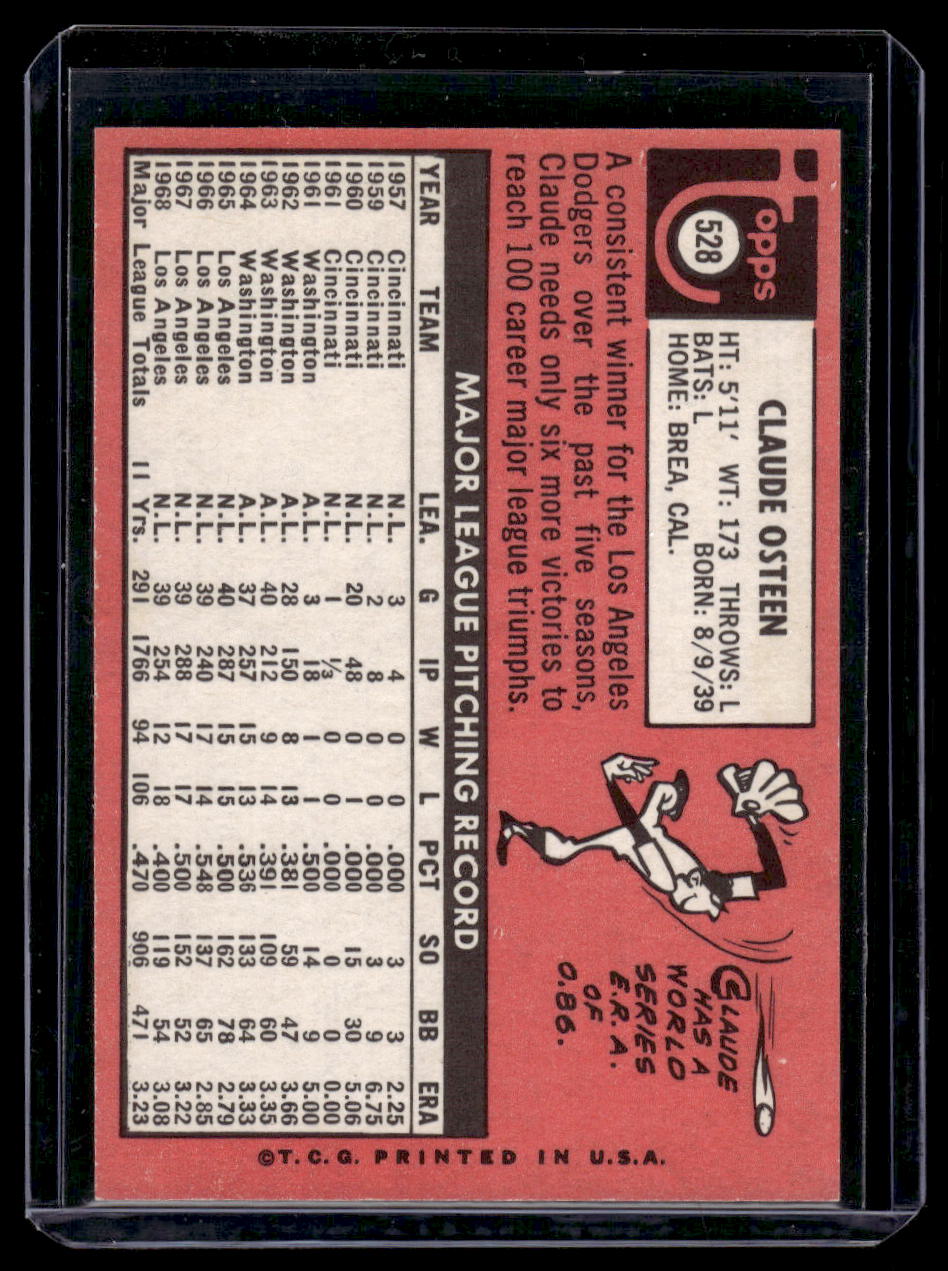 Topps
528
CLAUDE OSTEEN
HT: 5'11' WT: 173 THROWS: L
BATS: L BORN: 8/9/39
HOME: BREA, CAL.
A consistent winner for the Los Angeles
Dodgers over the past five seasons,
Claude needs only six more victories to
reach 100 career major league triumphs.
CLAUDE
HAS A
WORLD
SERIES
E.R.A.
OF
0.86.
MAJOR LEAGUE PITCHING RECORD
YEAR TEAM LEA. G IP W L PCT SO BB ERA
1957 Cincinnati N.L. 3 4 0 0 .000 3 3 2.25
1959 Cincinnati N.L. 2 8 0 0 .000 3 9 6.75
1960 Cincinnati N.L. 20 48 0 1 .000 15 30 5.06
1961 Cincinnati N.L. 1 ⅓ 0 0 .000 0 0 0.00
1961 Washington A.L. 3 18 1 1 .500 14 9 5.00
1962 Washington A.L. 28 150 8 13 .381 59 47 3.66
1963 Washington A.L. 40 212 9 14 .391 109 60 3.35
1964 Washington A.L. 37 257 15 13 .536 133 64 3.33
1965 Los Angeles N.L. 40 287 15 15 .500 162 78 2.79
1966 Los Angeles N.L. 39 240 17 14 .548 137 65 2.85
1967 Los Angeles N.L. 39 288 17 17 .500 152 52 3.22
1968 Los Angeles N.L. 39 254 12 18 .400 119 54 3.08
Major League Totals 11 Yrs. 291 1766 94 106 .470 906 471 3.23
©T.C.G. PRINTED IN U.S.A.